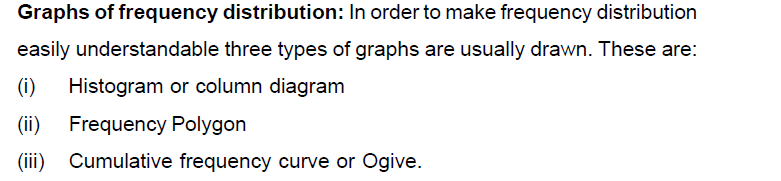 Graphs of frequency distribution: In order to make frequency distribution
easily understandable three types of graphs are usually drawn. These are:
(i) Histogram or column diagram
(ii) Frequency Polygon
(iii) Cumulative frequency curve or Ogive.